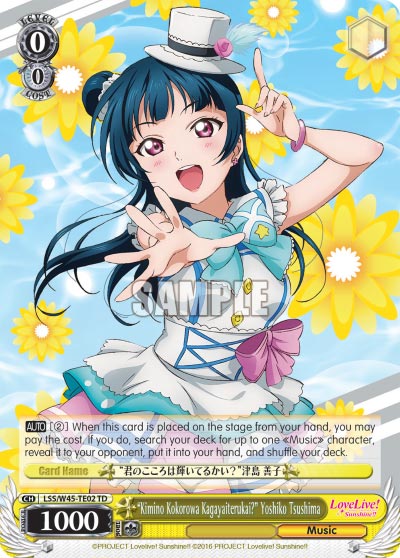 LEVEL
0
0
COST
SAMPLE
AUTO [②] When this card is placed on the stage from your hand, you may
pay the cost. If you do, search your deck for up to one «Music» character,
reveal it to your opponent, put it into your hand, and shuffle your deck.
Card Name
"君のこころは輝いてるかい？"津島 善子
CD LSS/W45-TE02 TD
"Kimino Kokorowa Kagayaiterukai?" Yoshiko Tsushima
LoveLive!
Sunshine!!
POWER
1000
Music
©PROJECT Lovelive! Sunshine!! ©2016 PROJECT Lovelive! Sunshine!!